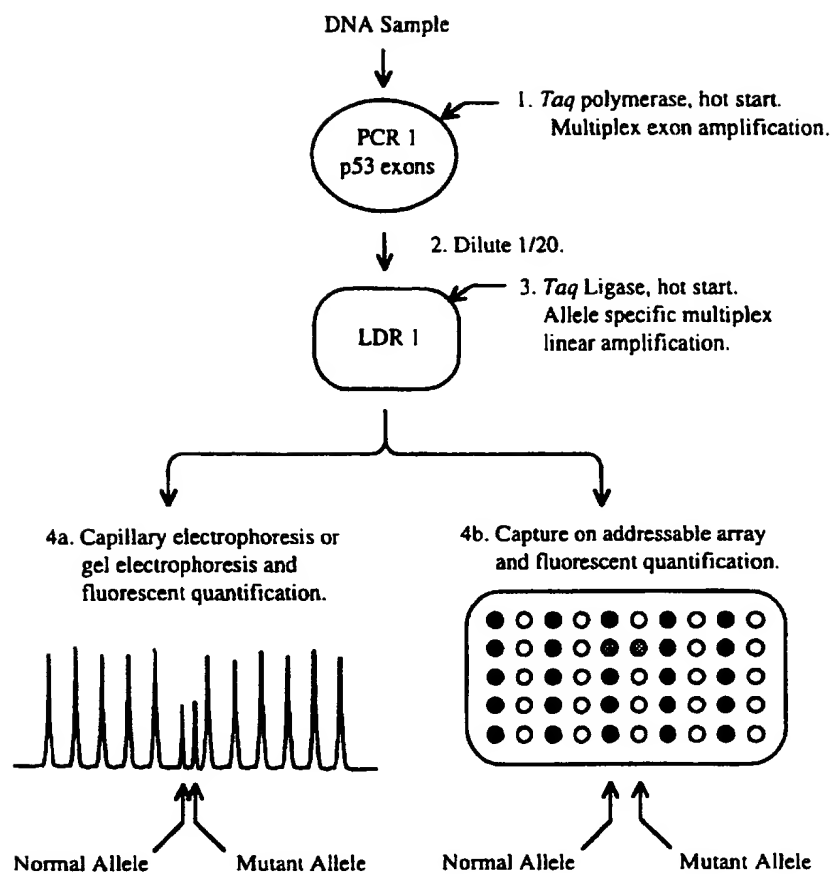 DNA Sample
1. Taq polymerase, hot start.
Multiplex exon amplification.
PCR 1
p53 exons
2. Dilute 1/20.
3. Taq Ligase, hot start.
Allele specific multiplex
linear amplification.
LDR 1
4a. Capillary electrophoresis or
gel electrophoresis and
fluorescent quantification.
4b. Capture on addressable array
and fluorescent quantification.
Normal Allele
Mutant Allele
Normal Allele
Mutant Allele